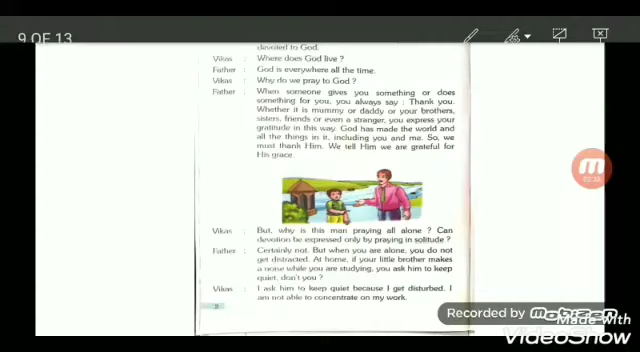 9 OF 13
devoted to God.
Vikas : Where does God live ?
Father : God is everywhere all the time.
Vikas : Why do we pray to God ?
Father : When someone gives you something or does
something for you, you always say : Thank you.
Whether it is mummy or daddy or your brothers,
sisters, friends or even a stranger, you express your
gratitude in this way. God has made the world and
all the things in it, including you and me. So, we
must thank Him. We tell Him we are grateful for
His grace.
Vikas : But, why is this man praying all alone ? Can
devotion be expressed only by praying in solitude ?
Father : Certainly not. But when you are alone, you do not
get distracted. At home, if your little brother makes
a noise while you are studying, you ask him to keep
quiet, don't you ?
Vikas : I ask him to keep quiet because I get disturbed. I
am not able to concentrate on my work.
Recorded by
Made with
VideoShow